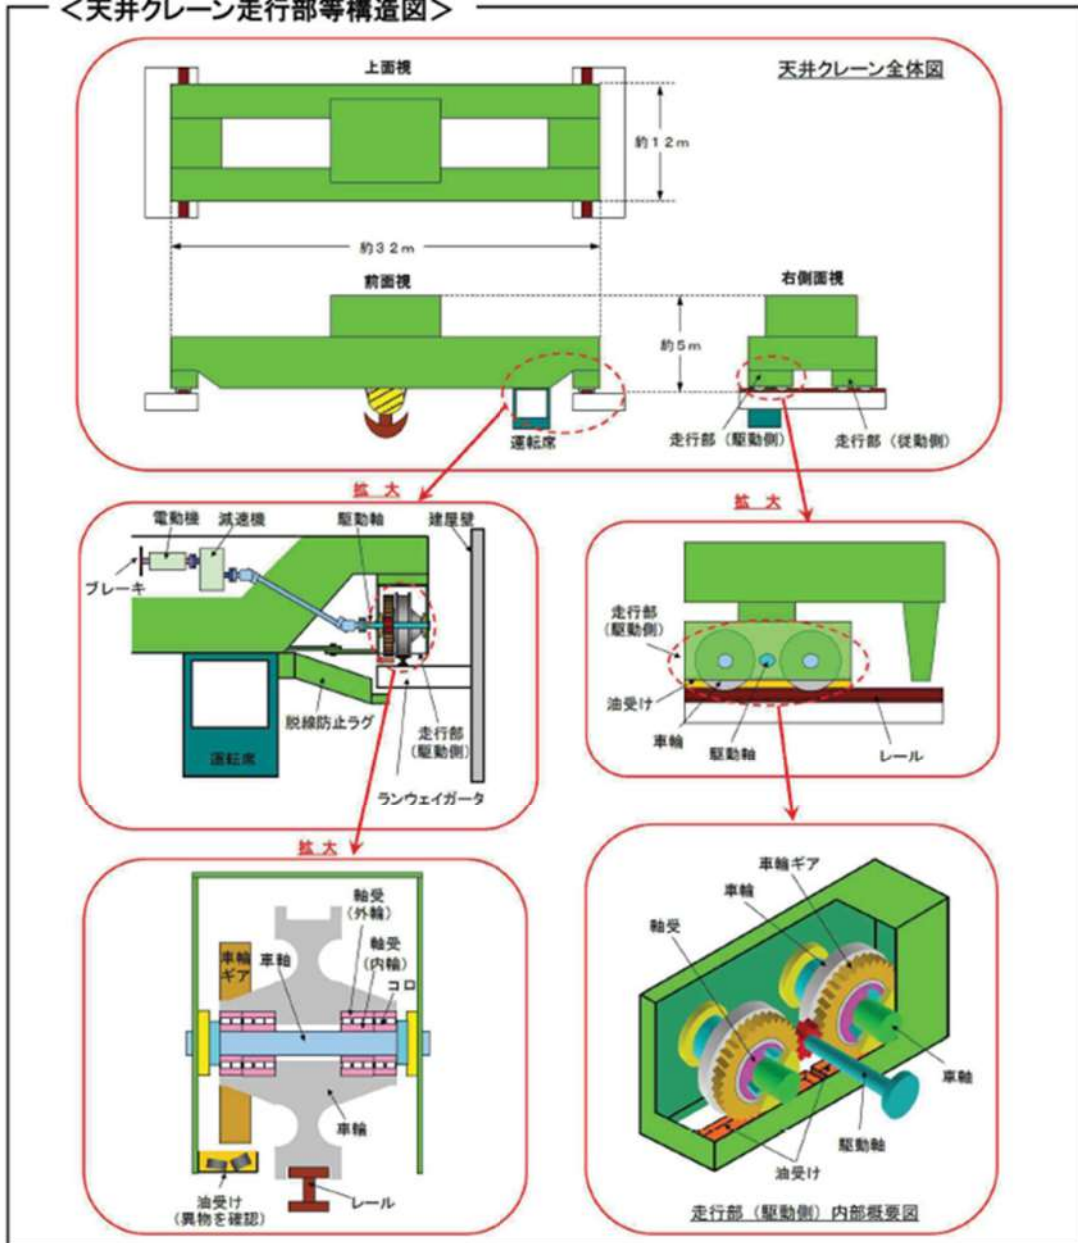 ＜天井クレーン走行部等構造図＞
上面視
天井クレーン全体図
約12m
約32m
前面視
右側面視
約5m
運転席
走行部（駆動側）
走行部（従動側）
拡大
拡大
電動機
減速機
駆動軸
建屋壁
ブレーキ
脱線防止ラグ
走行部
（駆動側）
運転席
ランウェイガータ
走行部
（駆動側）
油受け
車輪
駆動軸
レール
拡大
軸受
（外輪）
軸受
（内輪）
コロ
車輪
ギア
車軸
車輪
油受け
（異物を確認）
レール
車輪ギア
車輪
軸受
車軸
駆動軸
油受け
走行部（駆動側）内部概要図